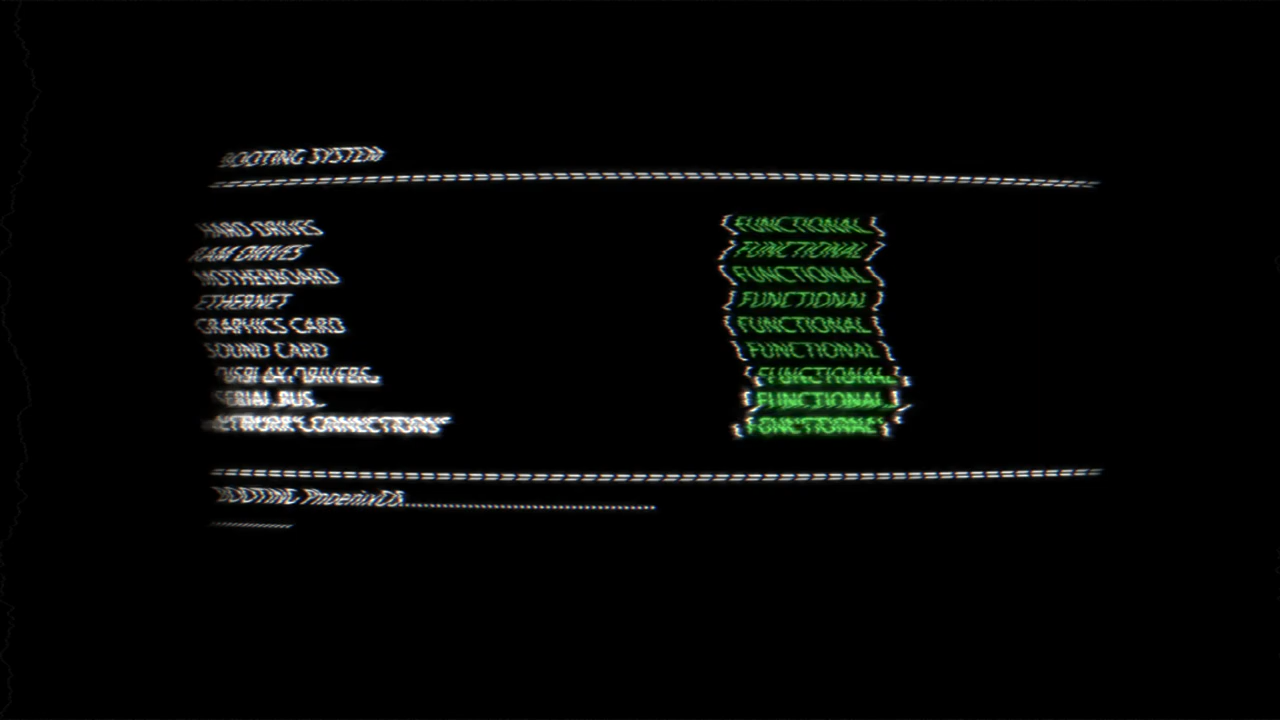 BOOTING SYSTEM
==================================================
HARD DRIVES {FUNCTIONAL}
RAM DRIVES {FUNCTIONAL}
MOTHERBOARD {FUNCTIONAL}
ETHERNET {FUNCTIONAL}
GRAPHICS CARD {FUNCTIONAL}
SOUND CARD {FUNCTIONAL}
DISPLAY DRIVERS {FUNCTIONAL}
SERIAL BUS {FUNCTIONAL}
NETWORK CONNECTIONS {FUNCTIONAL}
==================================================
BOOTING PhoenixOS..................................................
................